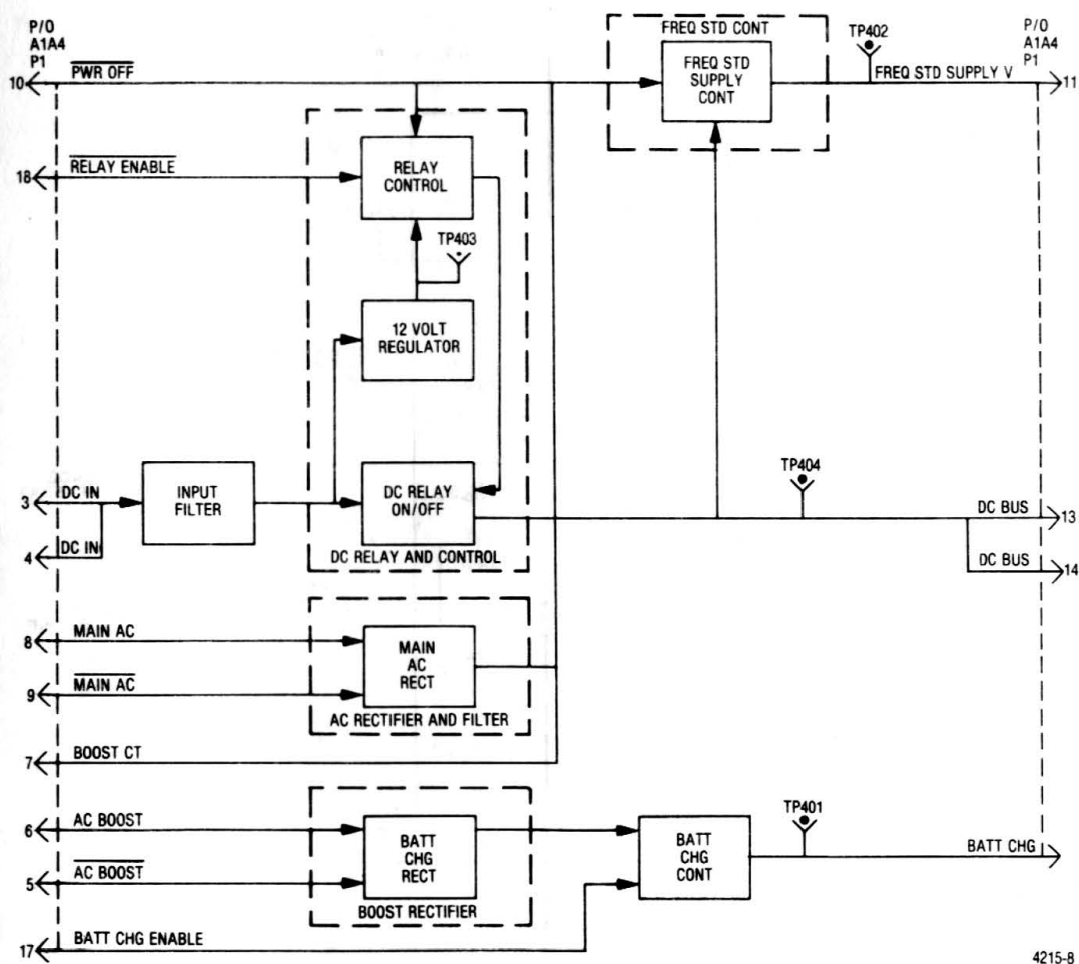 P/O
A1A4
P1
FREQ STD CONT
TP402
P/O
A1A4
P1
10 PWR OFF
FREQ STD SUPPLY CONT
FREQ STD SUPPLY V 11
18 RELAY ENABLE
RELAY CONTROL
TP403
12 VOLT REGULATOR
3 DC IN
INPUT FILTER
DC RELAY ON/OFF
TP404
DC BUS 13
4 DC IN
DC RELAY AND CONTROL
DC BUS 14
8 MAIN AC
MAIN AC RECT
9 MAIN AC
AC RECTIFIER AND FILTER
7 BOOST CT
6 AC BOOST
BATT CHG RECT
BATT CHG CONT
TP401
BATT CHG
5 AC BOOST
BOOST RECTIFIER
17 BATT CHG ENABLE
4215-8